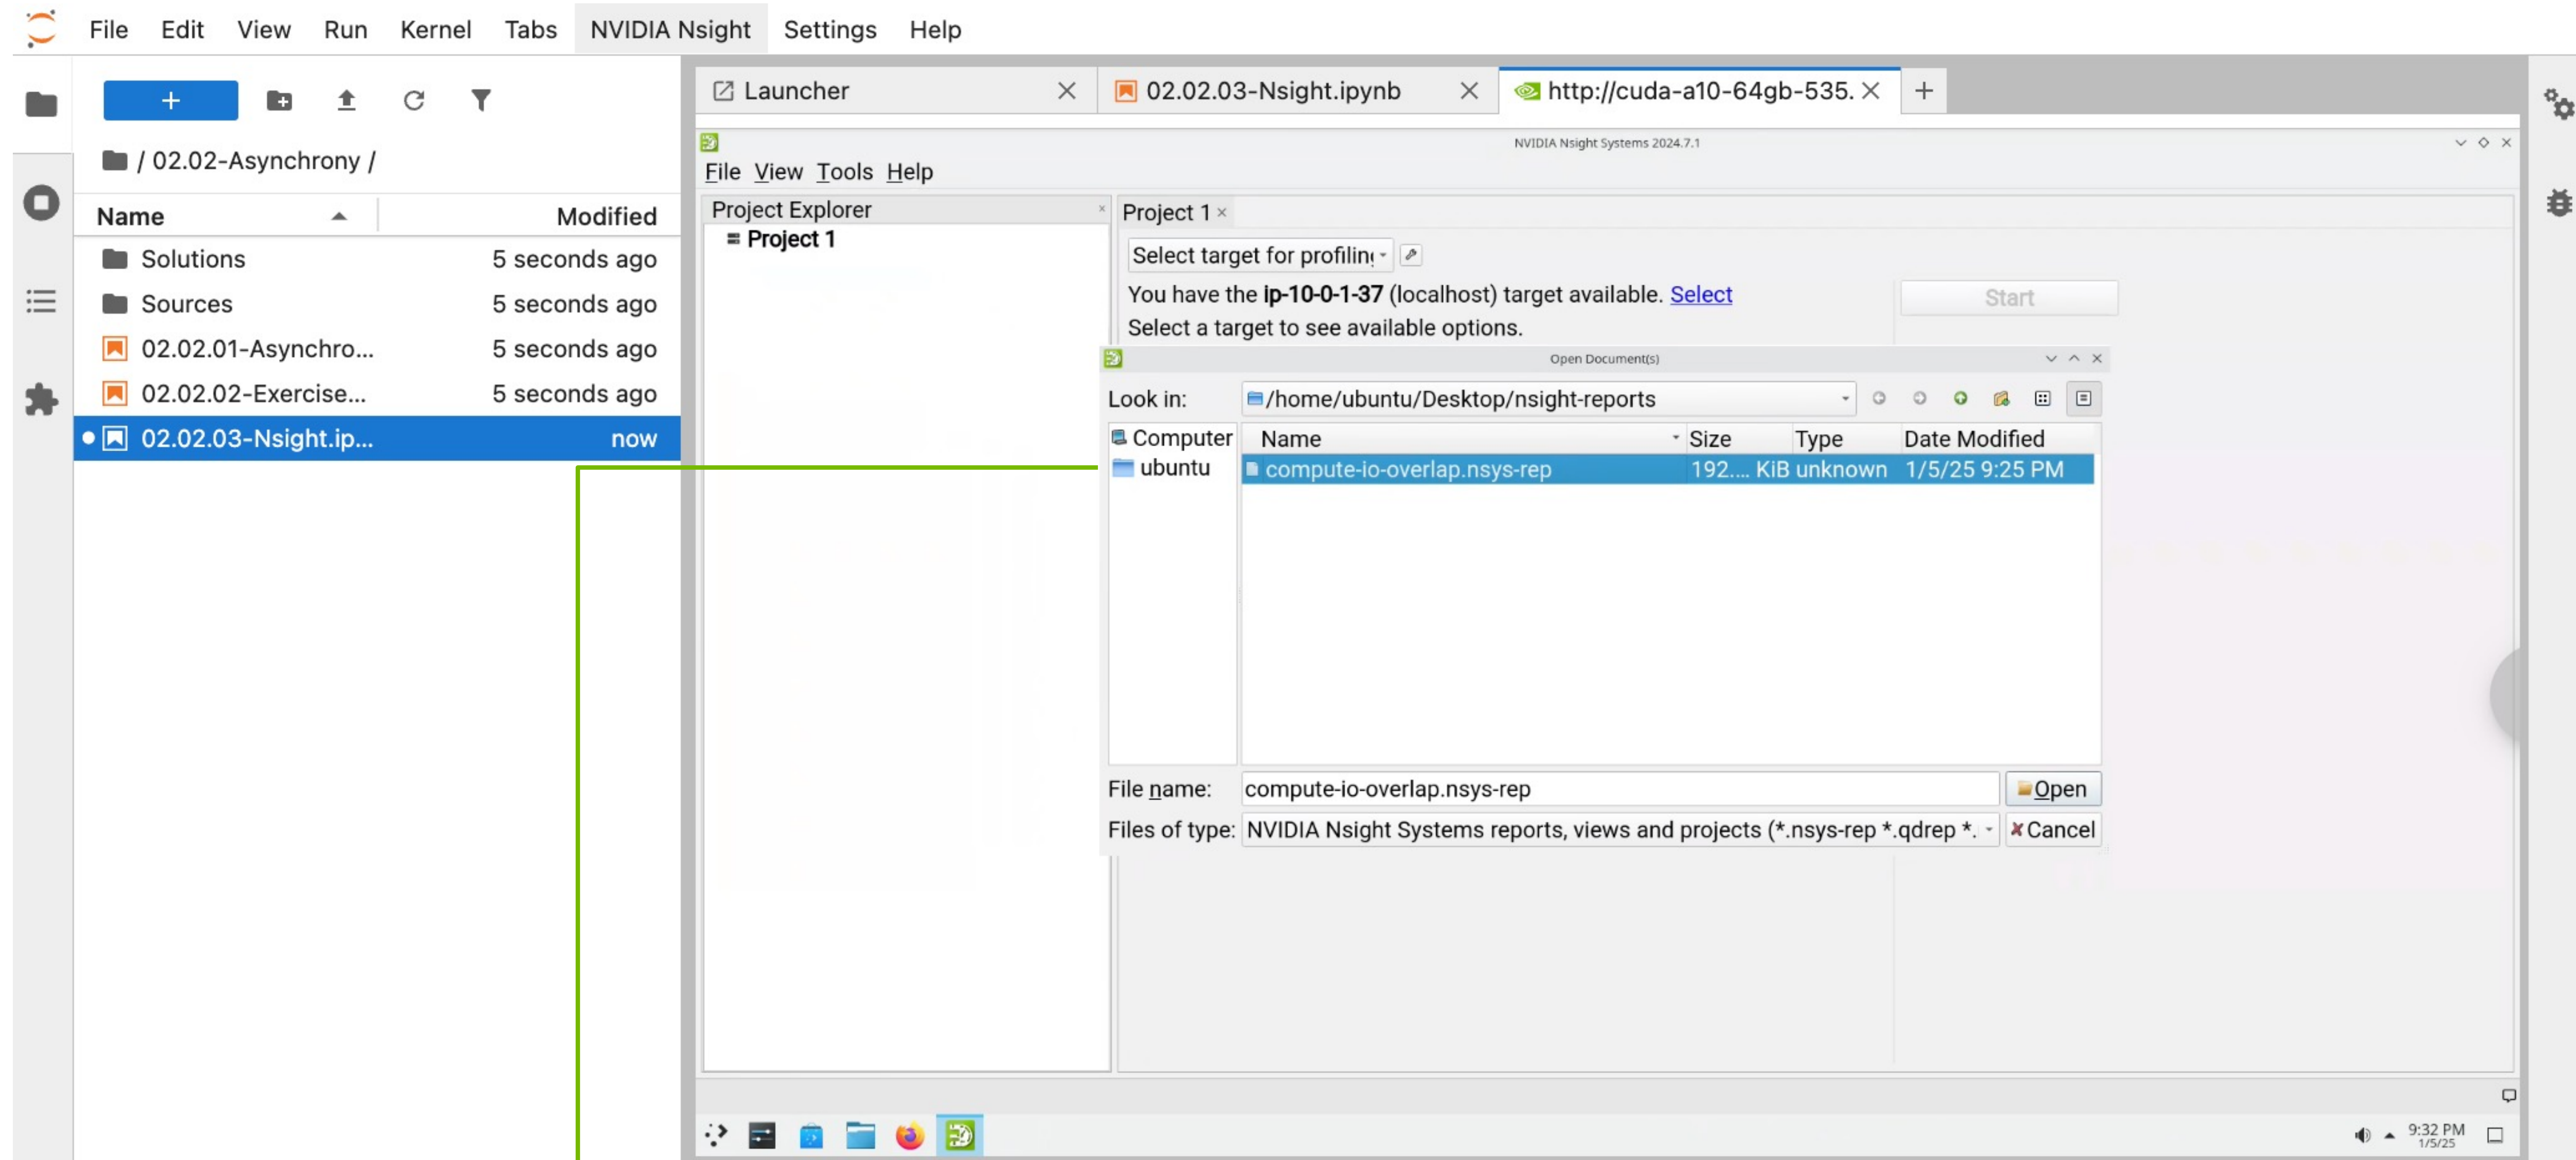 File Edit View Run Kernel Tabs NVIDIA Nsight Settings Help
/ 02.02-Asynchrony /
Name Modified
Solutions 5 seconds ago
Sources 5 seconds ago
02.02.01-Asynchro... 5 seconds ago
02.02.02-Exercise... 5 seconds ago
02.02.03-Nsight.ip... now
Launcher 02.02.03-Nsight.ipynb http://cuda-a10-64gb-535.
NVIDIA Nsight Systems 2024.7.1
File View Tools Help
Project Explorer
Project 1
Project 1
Select target for profiling
You have the ip-10-0-1-37 (localhost) target available. Select
Start
Select a target to see available options.
Open Document(s)
Look in: /home/ubuntu/Desktop/nsight-reports
Computer
ubuntu
Name Size Type Date Modified
compute-io-overlap.nsys-rep 192.... KiB unknown 1/5/25 9:25 PM
File name: compute-io-overlap.nsys-rep Open
Files of type: NVIDIA Nsight Systems reports, views and projects (*.nsys-rep *.qdrep *. Cancel
9:32 PM
1/5/25